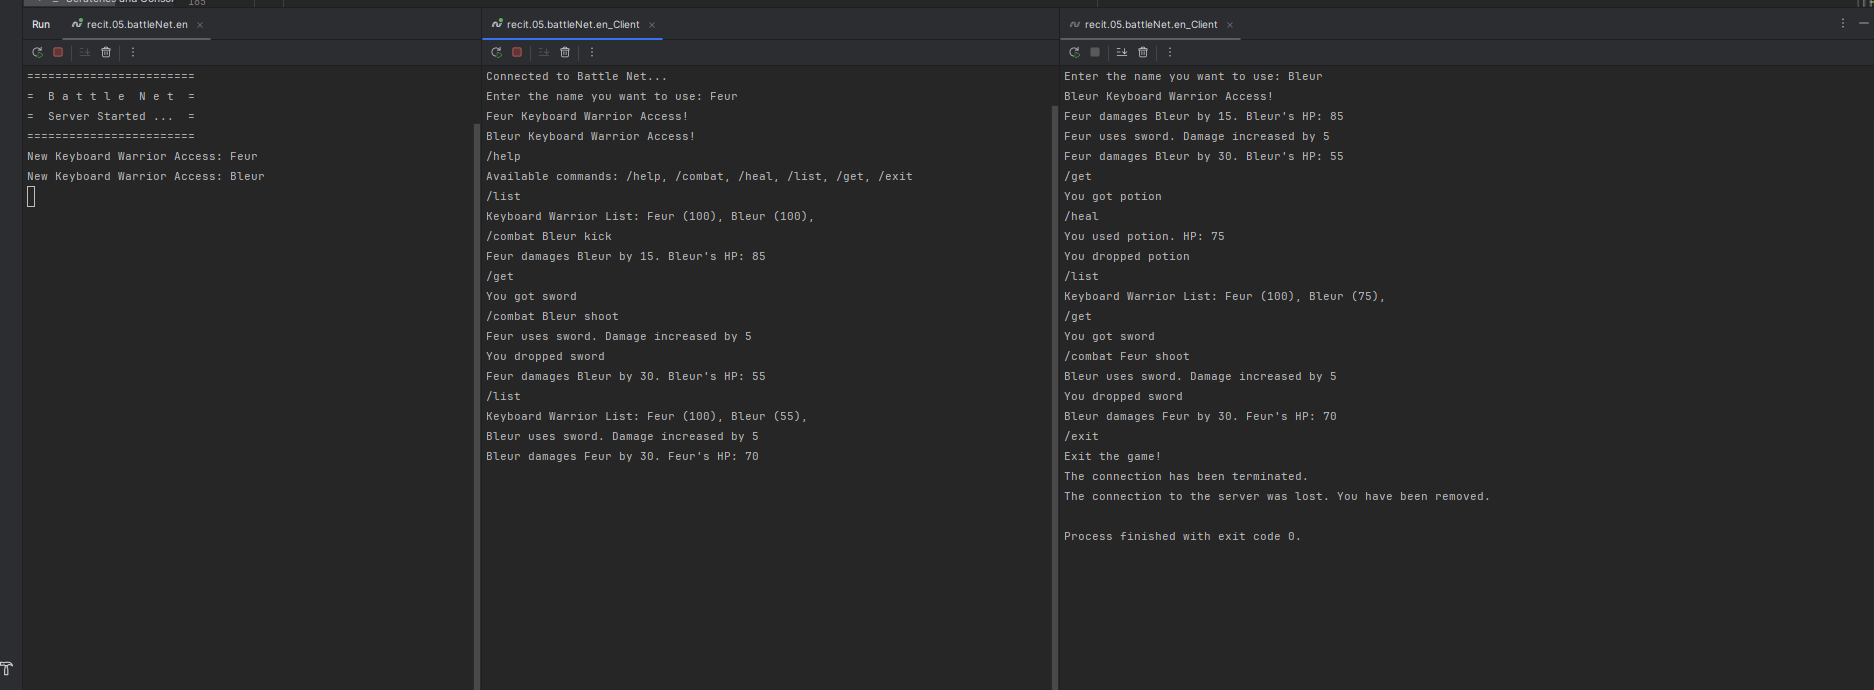 185
Run
recit.05.battleNet.en ×
=========================
= B a t t l e N e t =
= Server Started ... =
=========================
New Keyboard Warrior Access: Feur
New Keyboard Warrior Access: Bleur
recit.05.battleNet.en_Client ×
Connected to Battle Net...
Enter the name you want to use: Feur
Feur Keyboard Warrior Access!
Bleur Keyboard Warrior Access!
/help
Available commands: /help, /combat, /heal, /list, /get, /exit
/list
Keyboard Warrior List: Feur (100), Bleur (100),
/combat Bleur kick
Feur damages Bleur by 15. Bleur's HP: 85
/get
You got sword
/combat Bleur shoot
Feur uses sword. Damage increased by 5
You dropped sword
Feur damages Bleur by 30. Bleur's HP: 55
/list
Keyboard Warrior List: Feur (100), Bleur (55),
Bleur uses sword. Damage increased by 5
Bleur damages Feur by 30. Feur's HP: 70
recit.05.battleNet.en_Client ×
Enter the name you want to use: Bleur
Bleur Keyboard Warrior Access!
Feur damages Bleur by 15. Bleur's HP: 85
Feur uses sword. Damage increased by 5
Feur damages Bleur by 30. Bleur's HP: 55
/get
You got potion
/heal
You used potion. HP: 75
You dropped potion
/list
Keyboard Warrior List: Feur (100), Bleur (75),
/get
You got sword
/combat Feur shoot
Bleur uses sword. Damage increased by 5
You dropped sword
Bleur damages Feur by 30. Feur's HP: 70
/exit
Exit the game!
The connection has been terminated.
The connection to the server was lost. You have been removed.
Process finished with exit code 0.